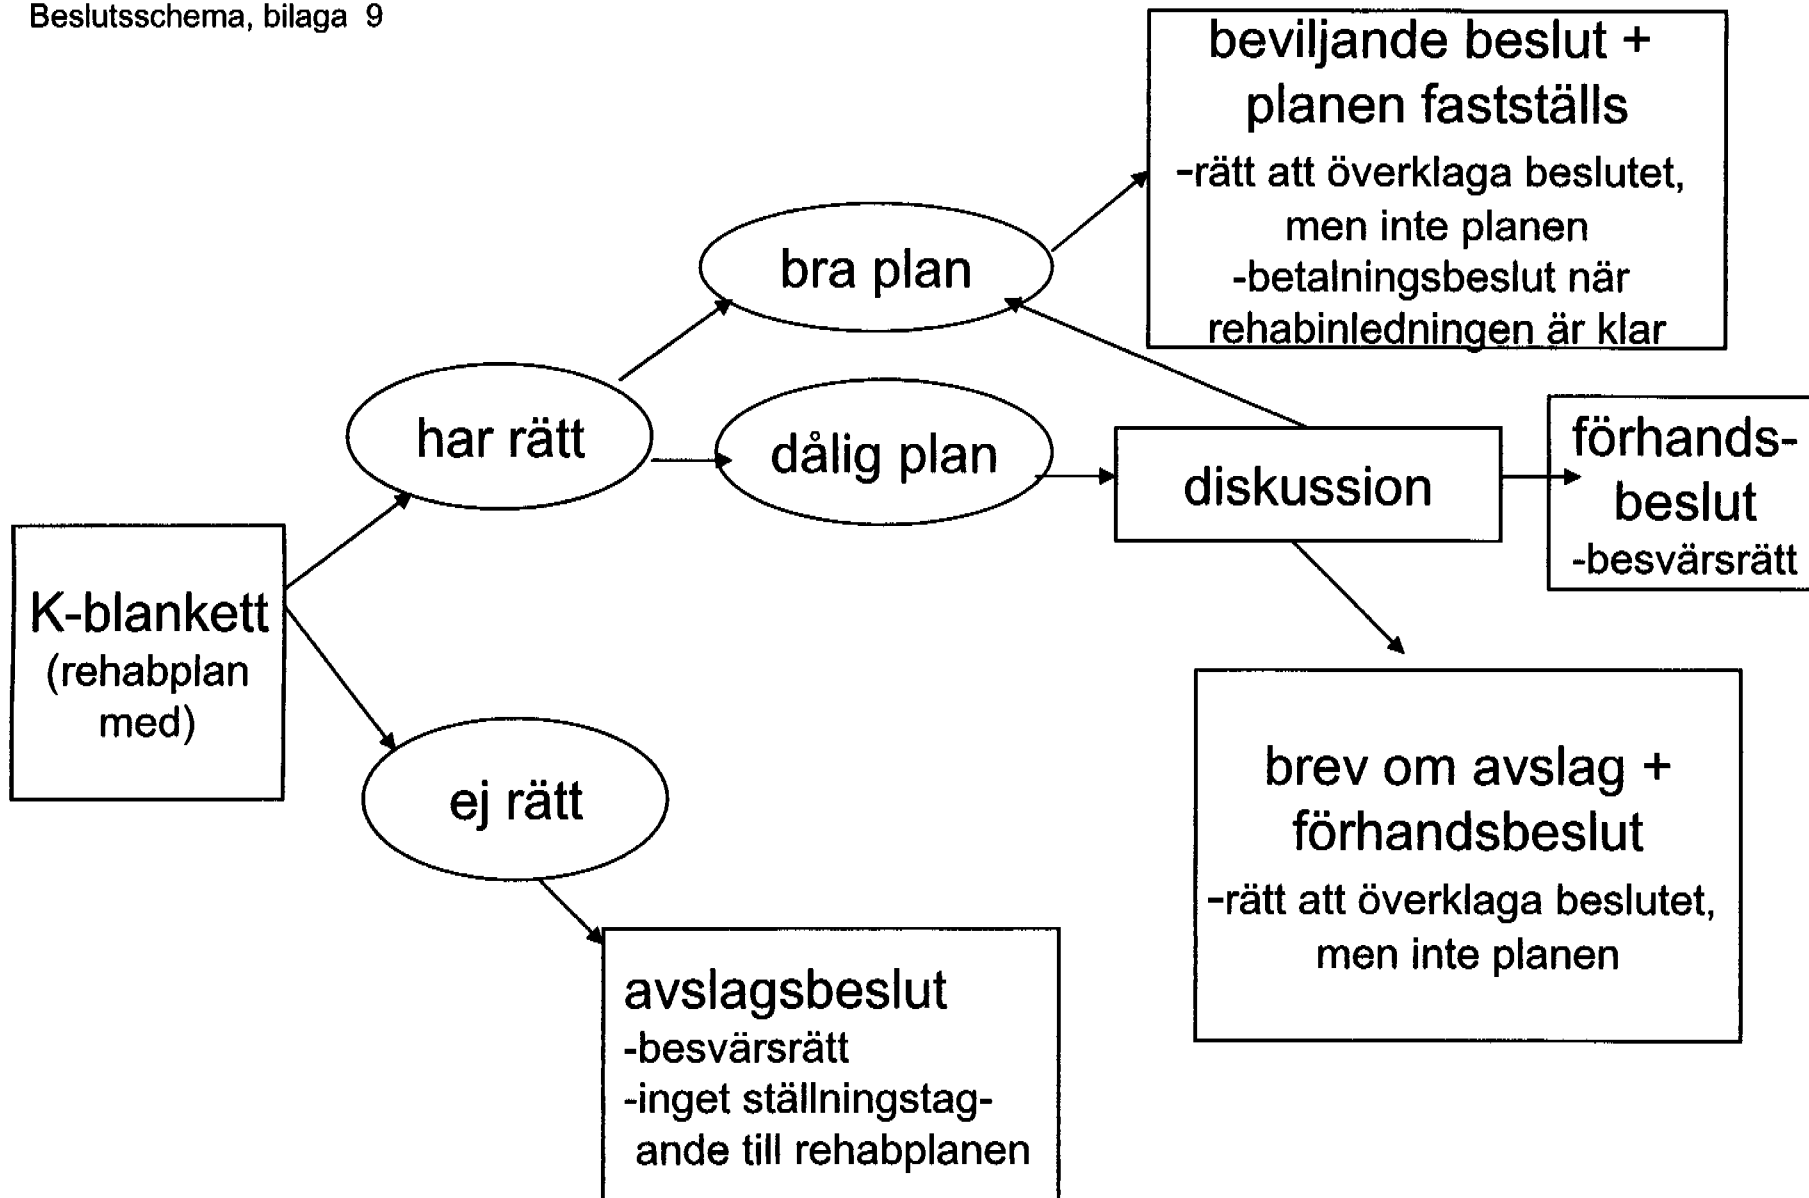 Beslutsschema, bilaga 9
beviljande beslut +
planen fastställs
-rätt att överklaga beslutet,
men inte planen
-betalningsbeslut när
rehabinledningen är klar
bra plan
har rätt
dålig plan
diskussion
förhands-
beslut
-besvärsrätt
K-blankett
(rehabplan
med)
ej rätt
brev om avslag +
förhandsbeslut
-rätt att överklaga beslutet,
men inte planen
avslagsbeslut
-besvärsrätt
-inget ställningstag-
ande till rehabplanen